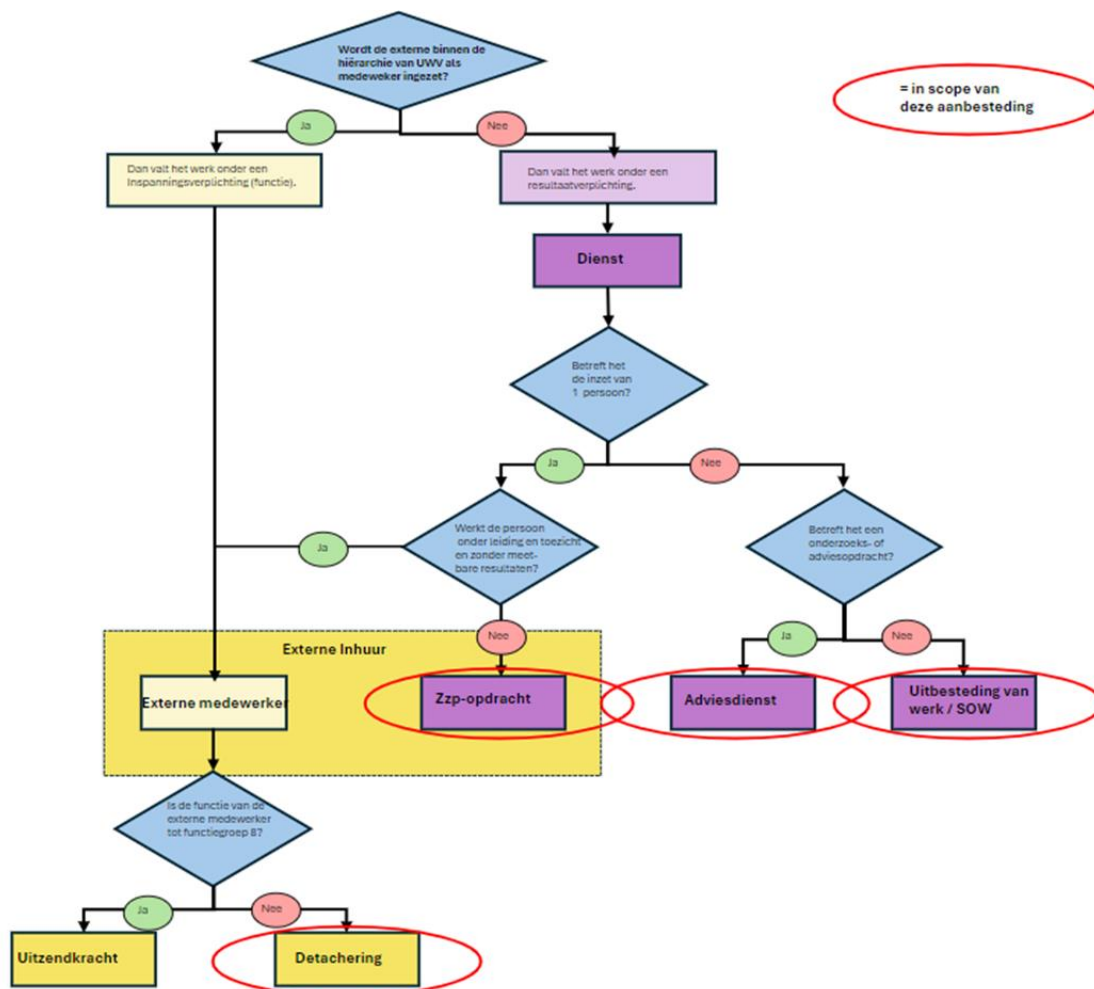 Wordt de externe binnen de
hiërarchie van UWV als
medeweker ingezet?
= in scope van
deze aanbesteding
Ja
Nee
Dan valt het werk onder een
Inspanningsverplichting (functie).
Dan valt het werk onder een
resultaatverplichting.
Dienst
Betreft het
de inzet van
1 persoon?
Ja
Nee
Werkt de persoon
onder leiding en toezicht
en zonder meet-
bare resultaten?
Betreft het een
onderzoeks- of
adviesopdracht?
Ja
Nee
Ja
Nee
Externe Inhuur
Externe medewerker
Zzp-opdracht
Adviesdienst
Uitbesteding van
werk / SOW
Is de functie van de
externe medewerker
tot functiegroep 8?
Ja
Nee
Uitzendkracht
Detachering